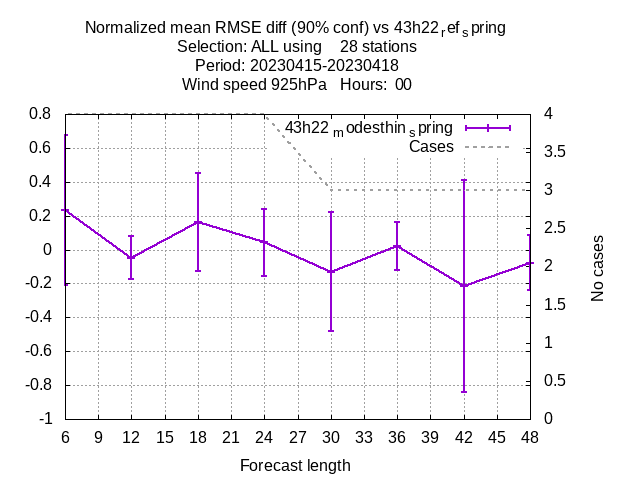 Normalized mean RMSE diff (90% conf) vs 43h22refspring
Selection: ALL using 28 stations
Period: 20230415-20230418
Wind speed 925hPa Hours: 00
43h22modesthinspring
Cases
0.8
0.6
0.4
0.2
0
-0.2
-0.4
-0.6
-0.8
-1
4
3.5
3
2.5
2
1.5
1
0.5
0
No cases
6 9 12 15 18 21 24 27 30 33 36 39 42 45 48
Forecast length